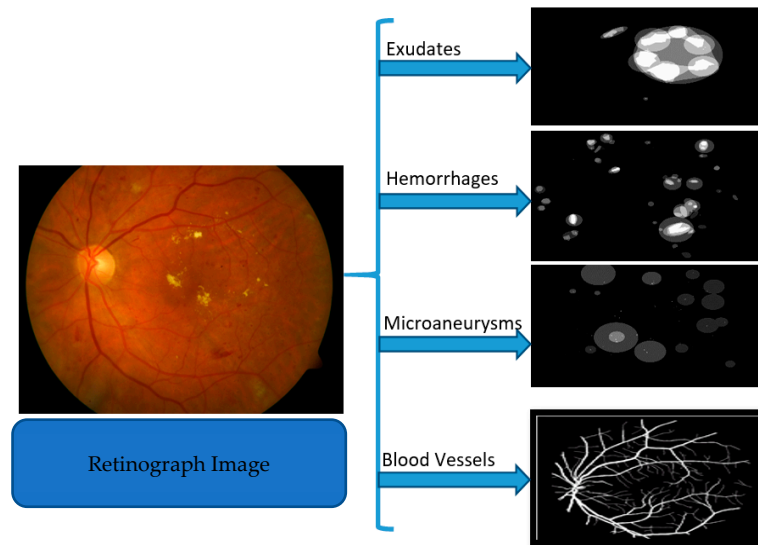 Exudates
Hemorrhages
Microaneurysms
Blood Vessels
Retinograph Image